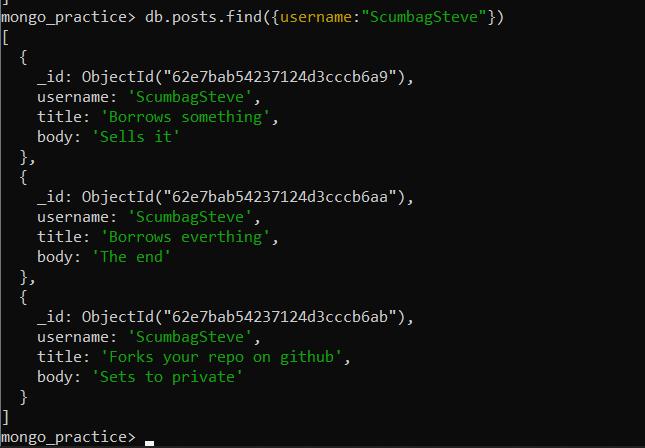 ]
mongo_practice> db.posts.find({username:"ScumbagSteve"})
[
  {
    _id: ObjectId("62e7bab54237124d3cccb6a9"),
    username: 'ScumbagSteve',
    title: 'Borrows something',
    body: 'Sells it'
  },
  {
    _id: ObjectId("62e7bab54237124d3cccb6aa"),
    username: 'ScumbagSteve',
    title: 'Borrows everthing',
    body: 'The end'
  },
  {
    _id: ObjectId("62e7bab54237124d3cccb6ab"),
    username: 'ScumbagSteve',
    title: 'Forks your repo on github',
    body: 'Sets to private'
  }
]
mongo_practice>